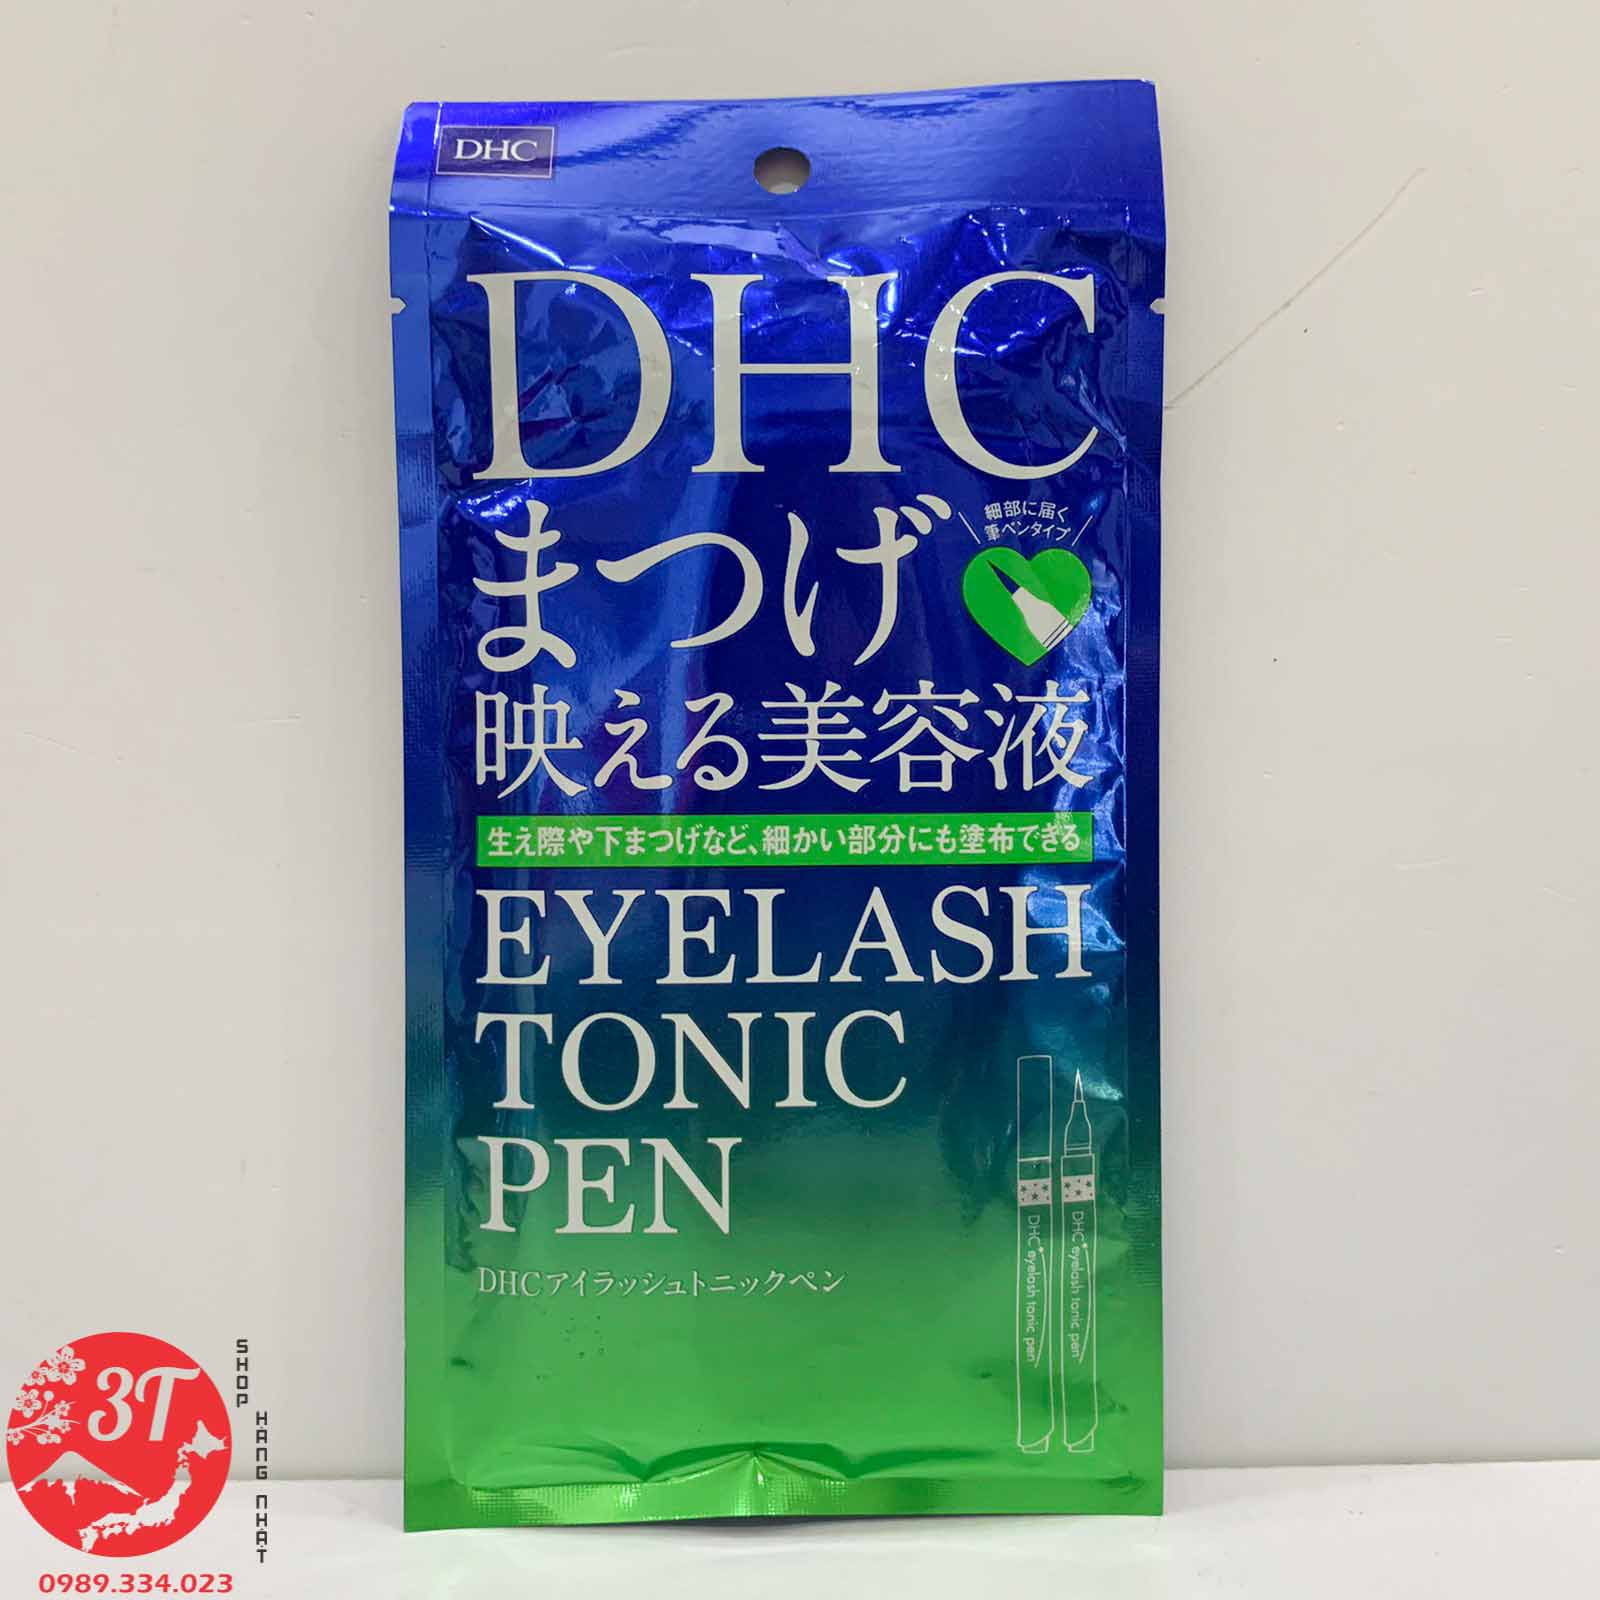 DHC
DHC
まつげ
細部に届く
筆ペンタイプ
映える美容液
生え際や下まつげなど、細かい部分にも塗布できる
EYELASH
TONIC
PEN
DHCアイラッシュトニックペン
DHC eyelash tonic pen
DHC eyelash tonic pen
3T
SHOP
HÀNG NHẬT
0989.334.023